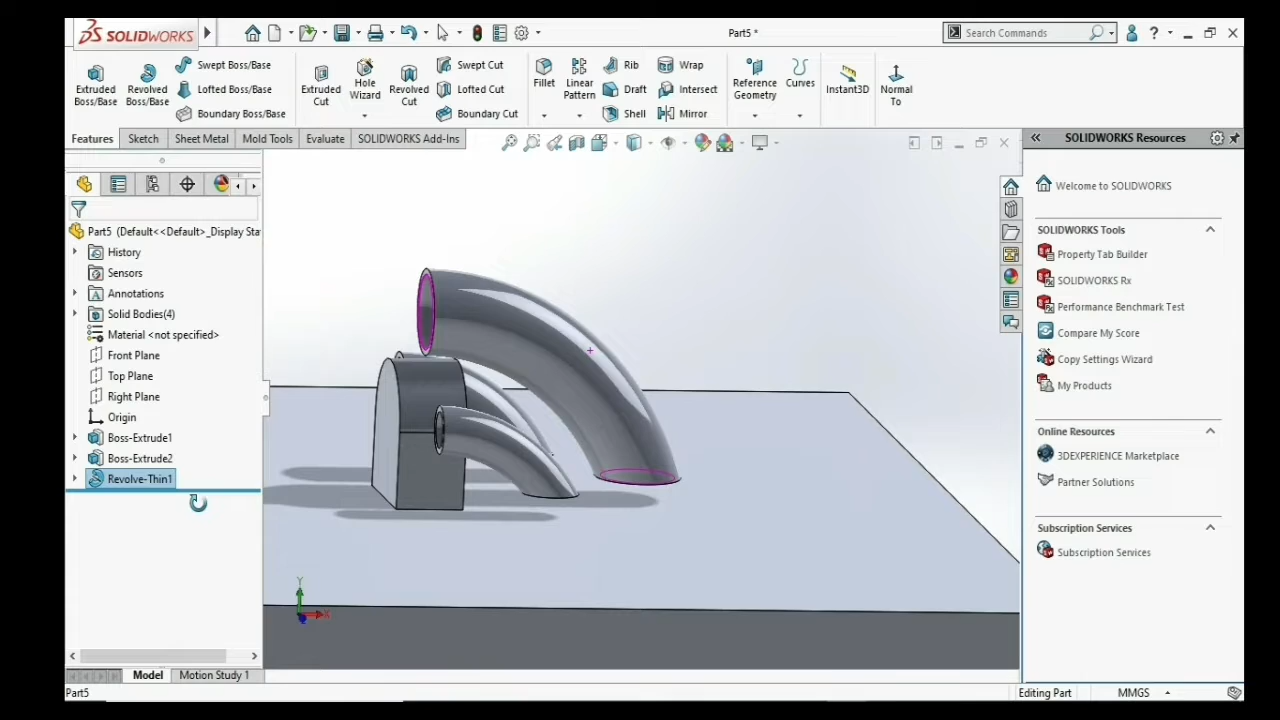 SOLIDWORKS
Part5 *
Search Commands
?
Extruded Boss/Base
Revolved Boss/Base
Swept Boss/Base
Lofted Boss/Base
Boundary Boss/Base
Extruded Cut
Hole Wizard
Revolved Cut
Swept Cut
Lofted Cut
Boundary Cut
Fillet
Linear Pattern
Rib
Draft
Shell
Wrap
Intersect
Mirror
Reference Geometry
Curves
Instant3D
Normal To
Features
Sketch
Sheet Metal
Mold Tools
Evaluate
SOLIDWORKS Add-Ins
Part5 (Default<<Default>_Display Sta
History
Sensors
Annotations
Solid Bodies(4)
Material <not specified>
Front Plane
Top Plane
Right Plane
Origin
Boss-Extrude1
Boss-Extrude2
Revolve-Thin1
Y
X
SOLIDWORKS Resources
Welcome to SOLIDWORKS
SOLIDWORKS Tools
Property Tab Builder
SOLIDWORKS Rx
Performance Benchmark Test
Compare My Score
Copy Settings Wizard
My Products
Online Resources
3DEXPERIENCE Marketplace
Partner Solutions
Subscription Services
Subscription Services
Model
Motion Study 1
Part5
Editing Part
MMGS